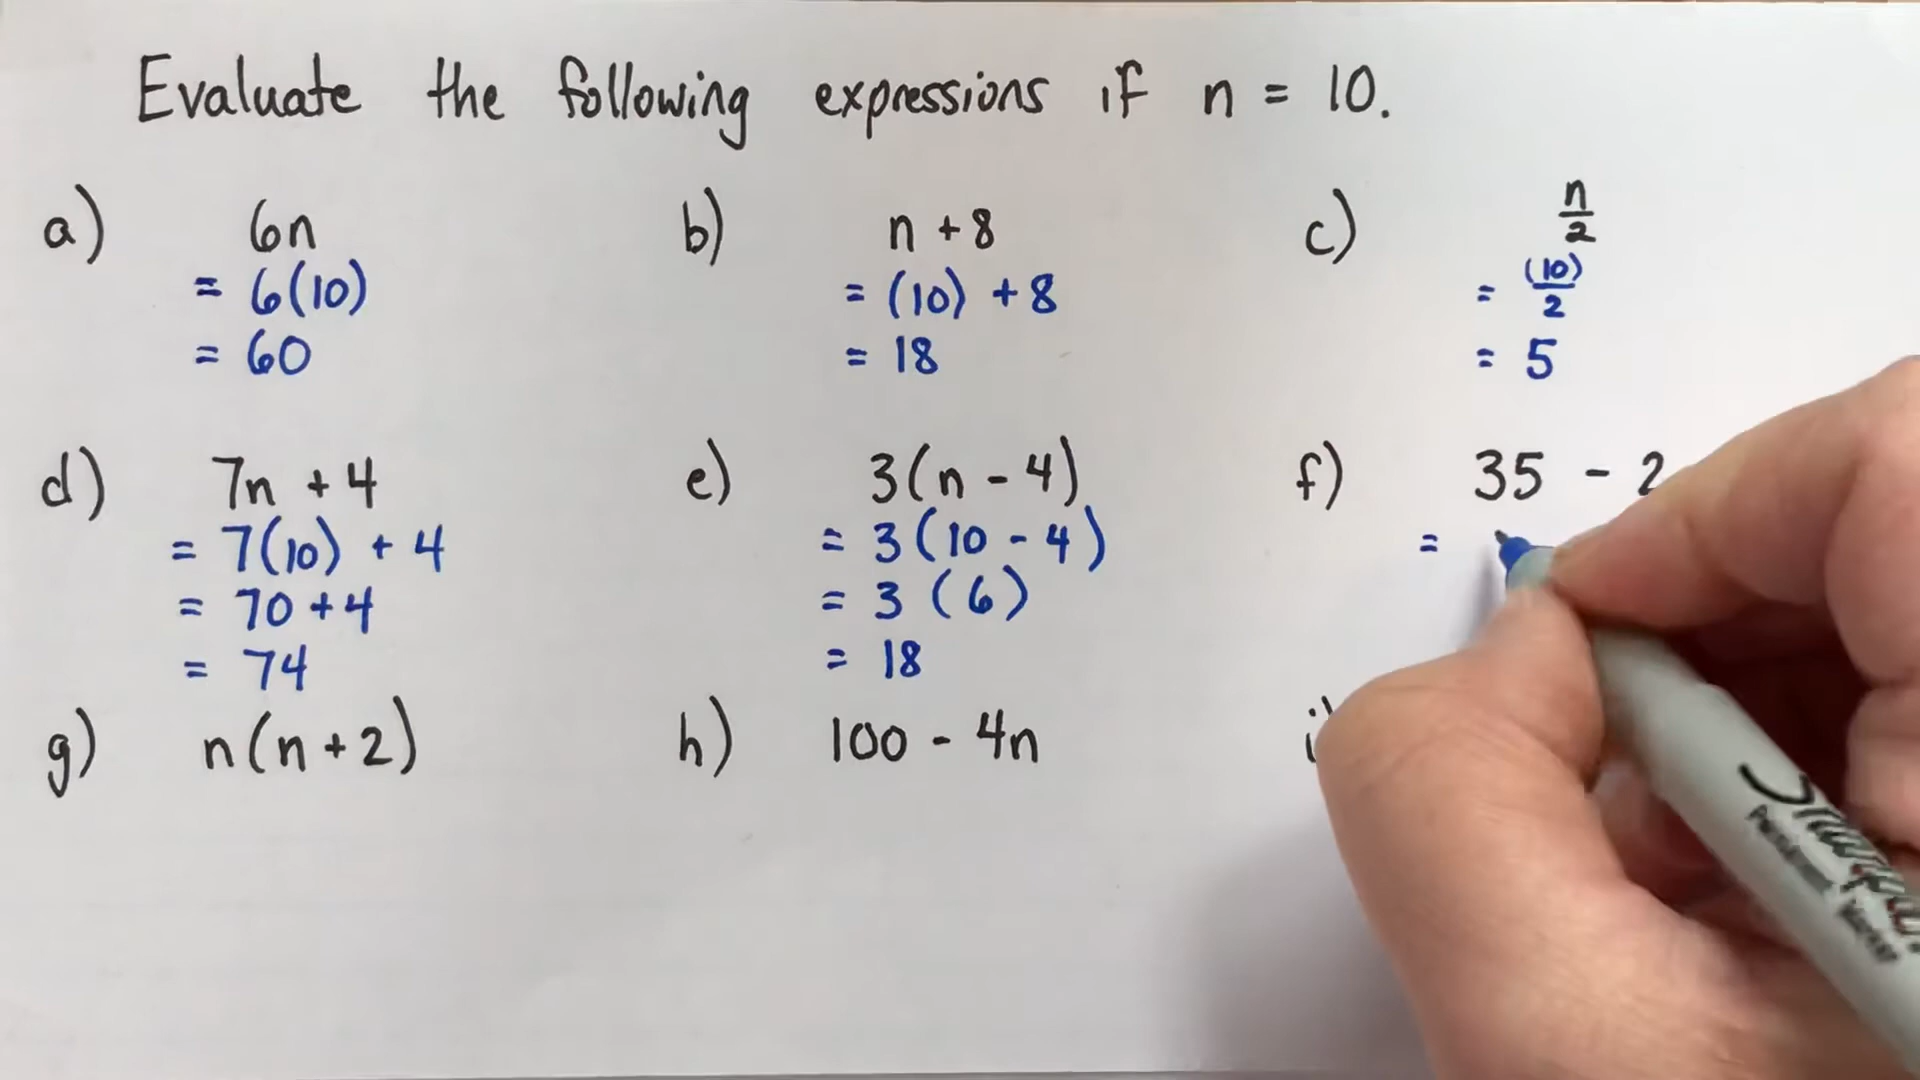 Evaluate the following expressions if n = 10.
a) 6n
= 6(10)
= 60
b) n + 8
= (10) + 8
= 18
c) n/2
= (10)/2
= 5
d) 7n + 4
= 7(10) + 4
= 70 + 4
= 74
e) 3(n - 4)
= 3(10 - 4)
= 3(6)
= 18
f) 35 - 2
=
g) n(n + 2)
h) 100 - 4n